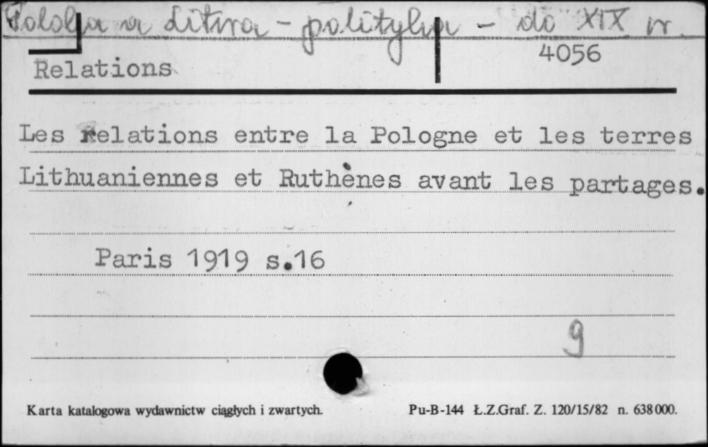 Polska a Litwa - polityka - do XIX w.
4056
Relations
Les relations entre la Pologne et les terres
Lithuaniennes et Ruthènes avant les partages.
Paris 1919 s.16
9
Karta katalogowa wydawnictw ciągłych i zwartych. Pu-B-144 Ł.Z.Graf. Z. 120/15/82 n. 638000.